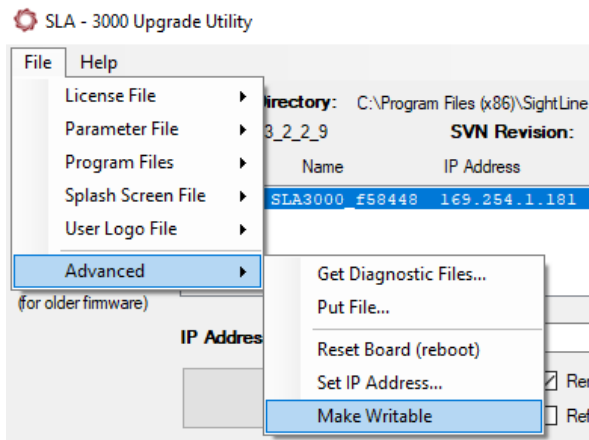 SLA - 3000 Upgrade Utility
File Help
License File
irectory: C:\Program Files (x86)\SightLine
Parameter File
3_2_2_9 SVN Revision:
Program Files
Name IP Address
Splash Screen File
SLA3000_f58448 169.254.1.181
User Logo File
Advanced
Get Diagnostic Files...
(for older firmware)
Put File...
IP Addres
Reset Board (reboot)
Set IP Address...
Re
Make Writable
Ref